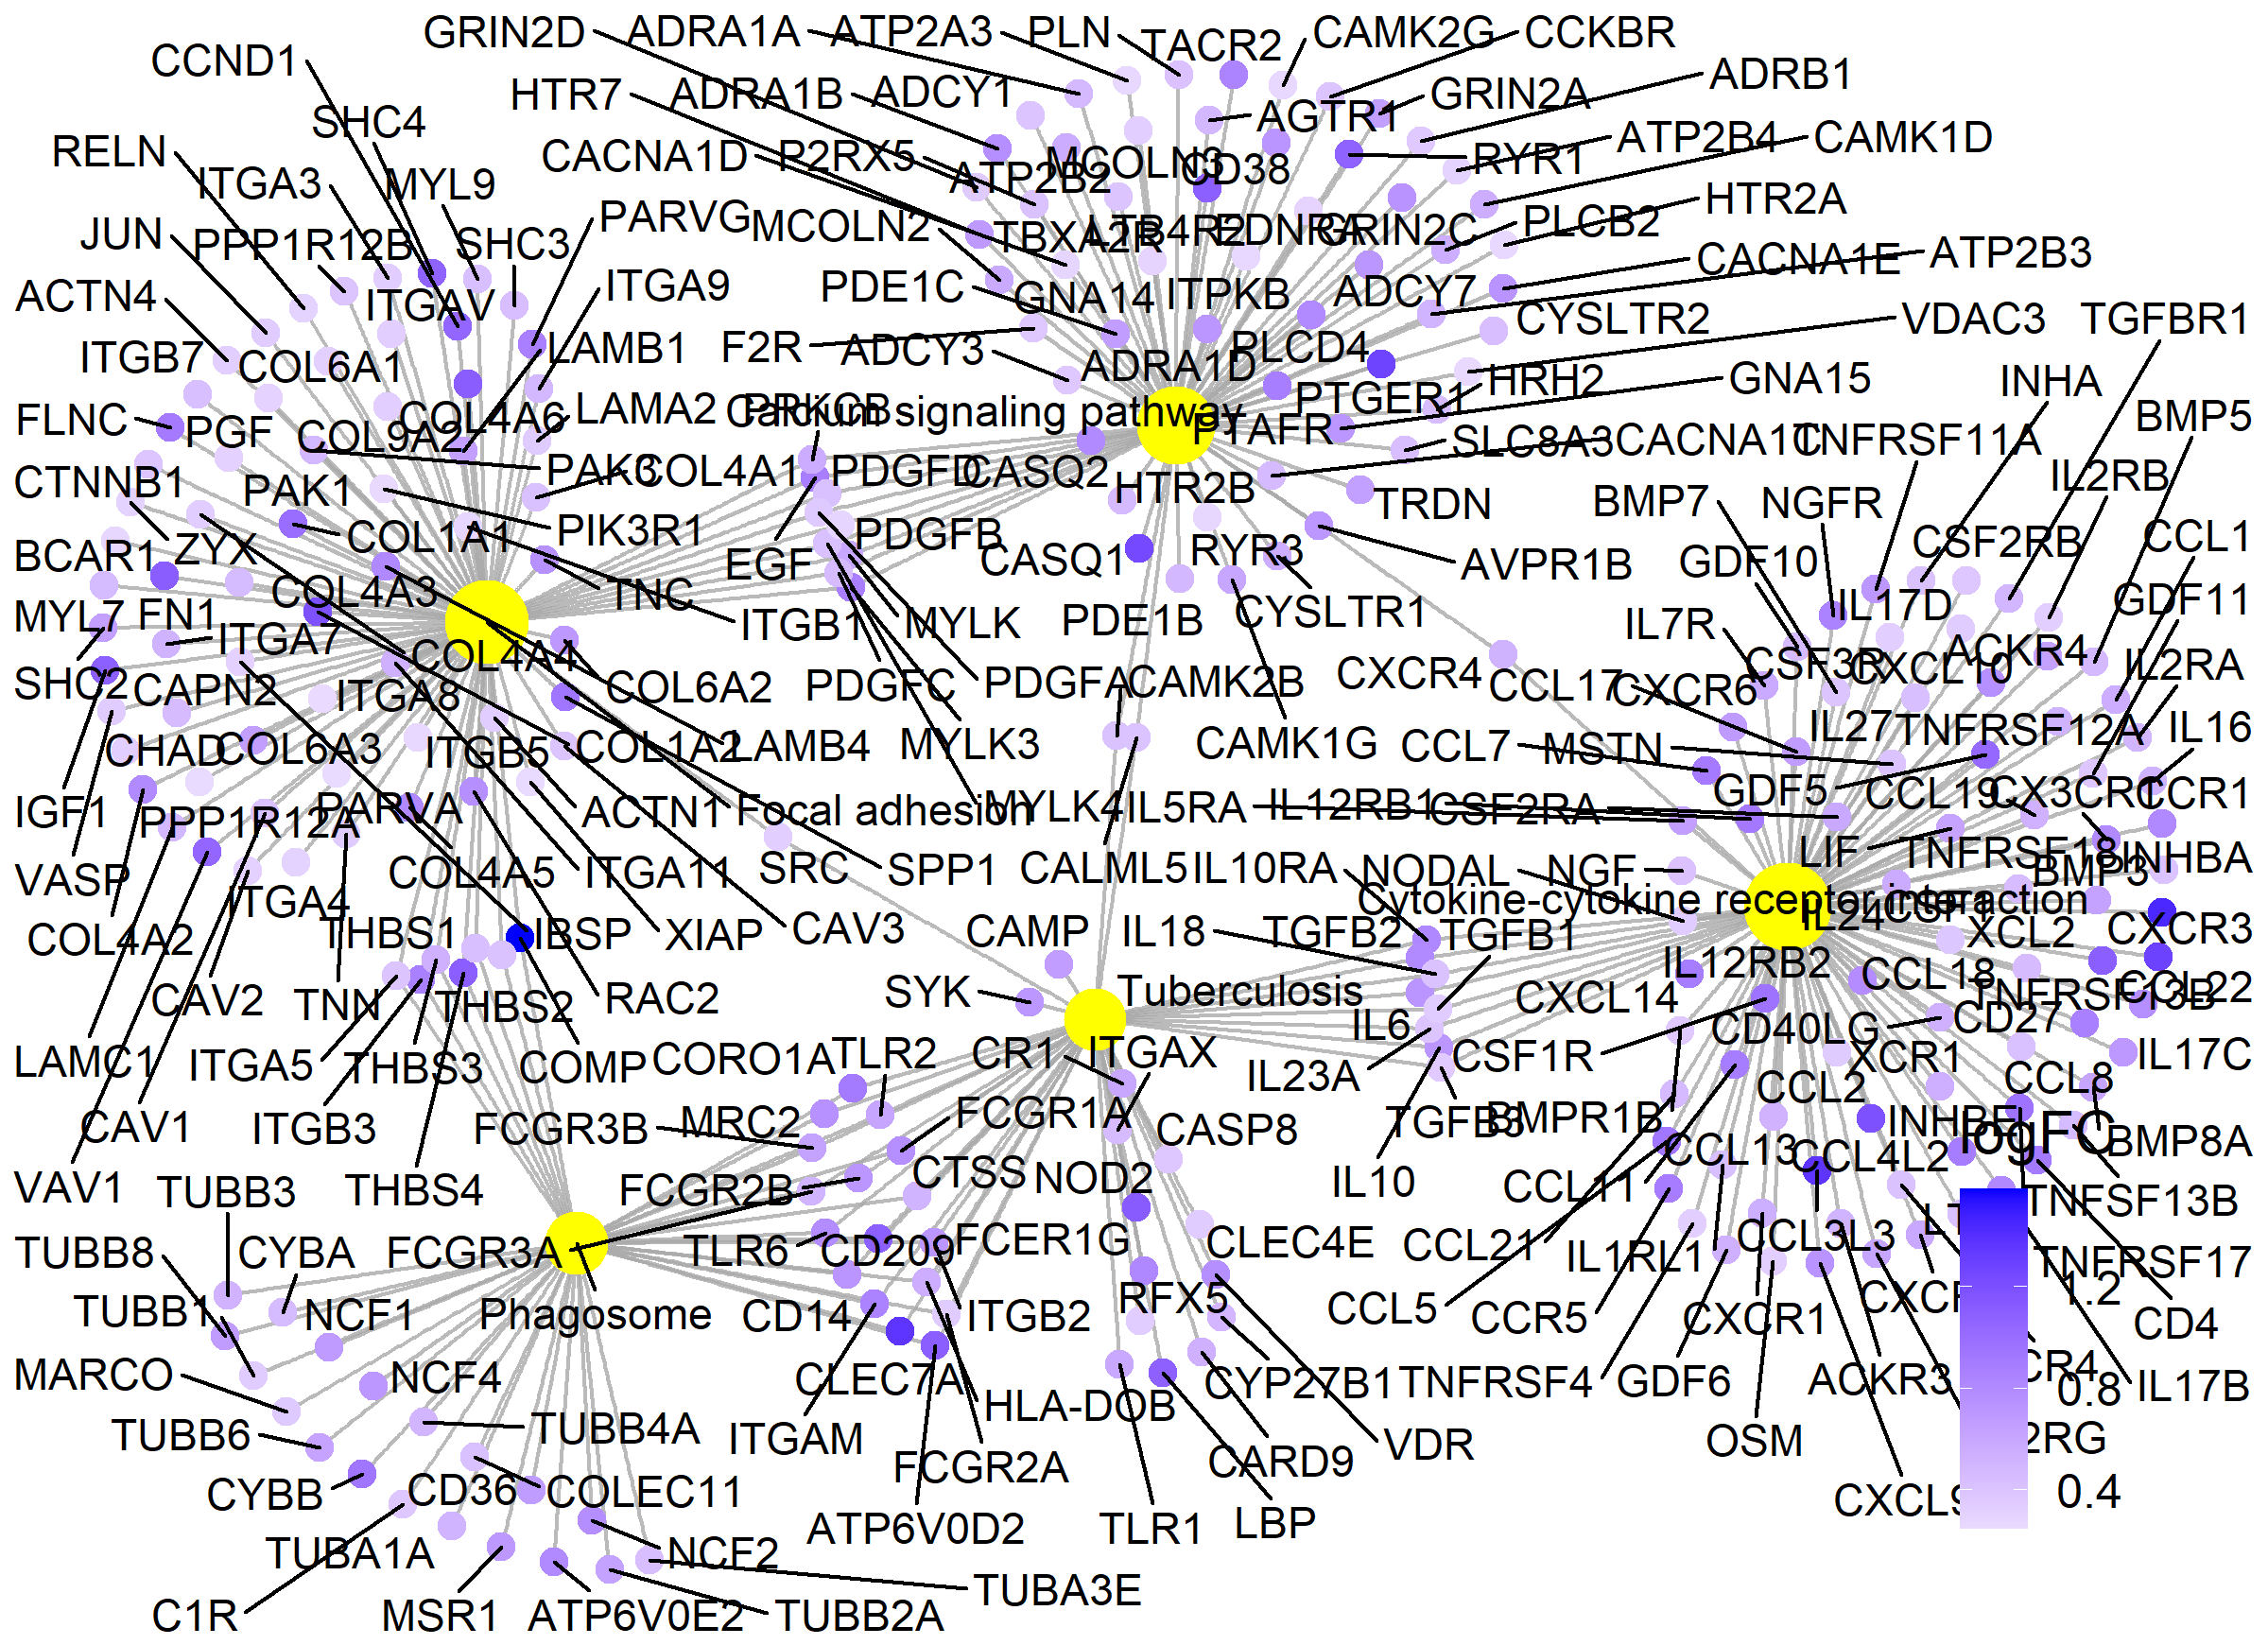 GRIN2D ADRA1A ATP2A3 PLN TACR2 CAMK2G CCKBR
CCND1
HTR7 ADRA1B ADCY1 GRIN2A ADRB1
SHC4 AGTR1
RELN CACNA1D P2RX5 MCOLN3 CD38 RYR1 ATP2B4 CAMK1D
ITGA3 MYL9 ATP2B2 HTR2A
JUN PPP1R12B SHC3 PARVG MCOLN2 TBXA2R LTB4R2 EDNRA GRIN2C PLCB2
CACNA1E ATP2B3
ACTN4 ITGAV ITGA9 PDE1C GNA14 ITPKB ADCY7
CYSLTR2 VDAC3 TGFBR1
ITGB7 COL6A1 LAMB1 F2R ADCY3 ADRA1D PLCD4
PTGER1 HRH2 GNA15 INHA
FLNC PGF COL9A2 COL4A6 LAMA2 PRKCB Calcium signaling pathway PTAFR SLC8A3 CACNA1C TNFRSF11A BMP5
CTNNB1 PAK1 PAK3 COL4A1 PDGFD CASQ2 HTR2B TRDN BMP7 NGFR IL2RB
BCAR1 ZYX COL1A1 PIK3R1 EGF PDGFB CASQ1 RYR3 AVPR1B GDF10 CSF2RB CCL1
MYL7 FN1 COL4A3 TNC ITGB1 MYLK PDE1B CYSLTR1 IL7R IL17D GDF11
SHC2 CAPN2 ITGA7 ITGA8 COL4A4 COL6A2 PDGFC PDGFA CAMK2B CXCR4 CCL17 CXCR6 CSF3R CXCL10 ACKR4 IL2RA
CHAD COL6A3 ITGB5 COL1A2 LAMB4 MYLK3 CAMK1G CCL7 MSTN IL27 TNFRSF12A IL16
IGF1 PPP1R12A PARVA ACTN1 Focal adhesion MYLK4 IL5RA IL12RB1 CSF2RA GDF5 CCL19 CX3CR1 CCR1
VASP ITGA4 COL4A5 ITGA11 SRC SPP1 CALML5 IL10RA NODAL NGF LIF TNFRSF18 BMP3 INHBA
COL4A2 THBS1 IBSP XIAP CAV3 CAMP IL18 TGFB2 TGFB1 Cytokine-cytokine receptor interaction IL24 CSF1 XCL2 CXCR3
CAV2 TNN THBS2 RAC2 SYK Tuberculosis CXCL14 IL12RB2 CCL18 TNFRSF13B CCL22
LAMC1 ITGA5 THBS3 COMP CORO1A TLR2 CR1 ITGAX IL6 IL23A CSF1R CD40LG XCR1 CD27 IL17C
CAV1 ITGB3 FCGR3B MRC2 FCGR1A CASP8 TGFB3 BMPR1B CCL2 INHBE CCL8 BMP8A
VAV1 TUBB3 THBS4 FCGR2B CTSS NOD2 IL10 CCL11 CCL13 CCL4L2 logFC TNFSF13B
TUBB8 CYBA FCGR3A TLR6 CD209 FCER1G CLEC4E CCL21 IL1RL1 CCL3L3 TNFRSF17
TUBB1 NCF1 Phagosome CD14 ITGB2 RFX5 CCL5 CCR5 CXCR1 1.2 CD4
MARCO NCF4 CLEC7A HLA-DOB CYP27B1 TNFRSF4 GDF6 ACKR3 CR4 0.8 IL17B
TUBB6 TUBB4A ITGAM FCGR2A CARD9 VDR OSM 2RG
CYBB CD36 COLEC11 ATP6V0D2 TLR1 LBP CXCL9 0.4
TUBA1A NCF2 TUBA3E
C1R MSR1 ATP6V0E2 TUBB2A